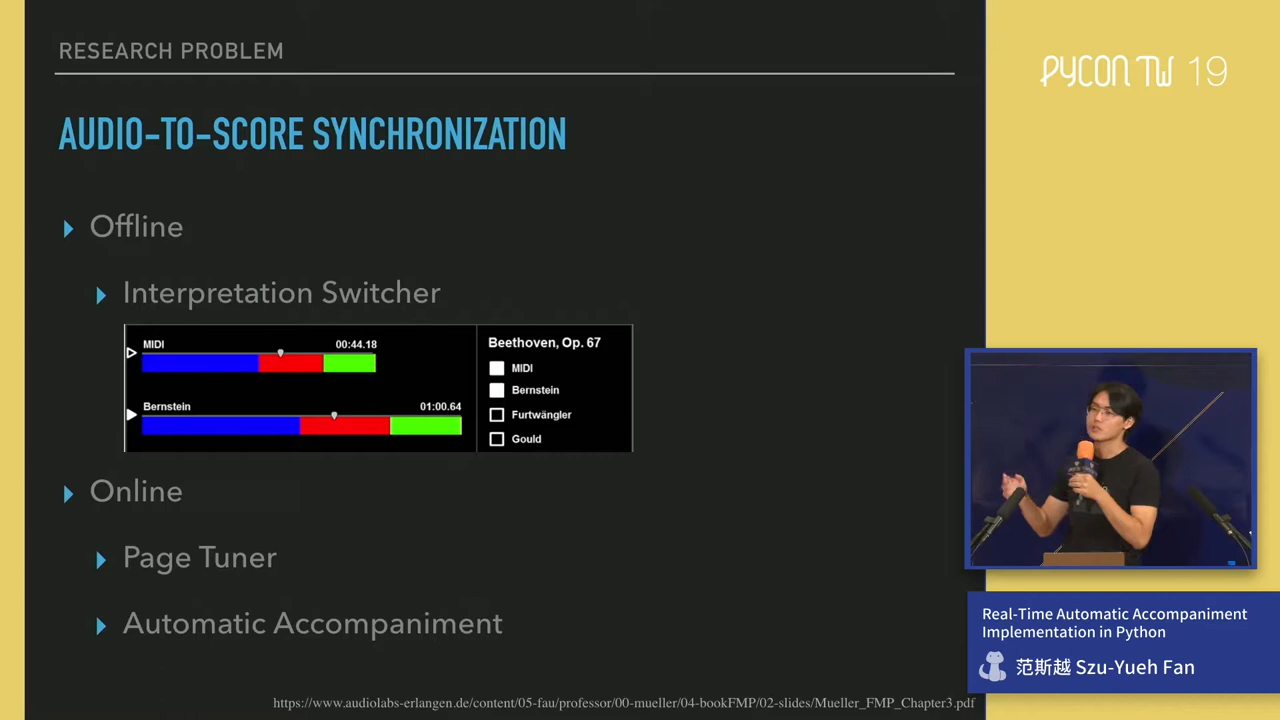 RESEARCH PROBLEM
AUDIO-TO-SCORE SYNCHRONIZATION
Offline
Interpretation Switcher
MIDI 00:44.18
Bernstein 01:00.64
Beethoven, Op. 67
MIDI
Bernstein
Furtwängler
Gould
Online
Page Tuner
Automatic Accompaniment
https://www.audiolabs-erlangen.de/content/05-fau/professor/00-mueller/04-bookFMP/02-slides/Mueller_FMP_Chapter3.pdf
PYCON TW 19
Real-Time Automatic Accompaniment
Implementation in Python
范斯越 Szu-Yueh Fan